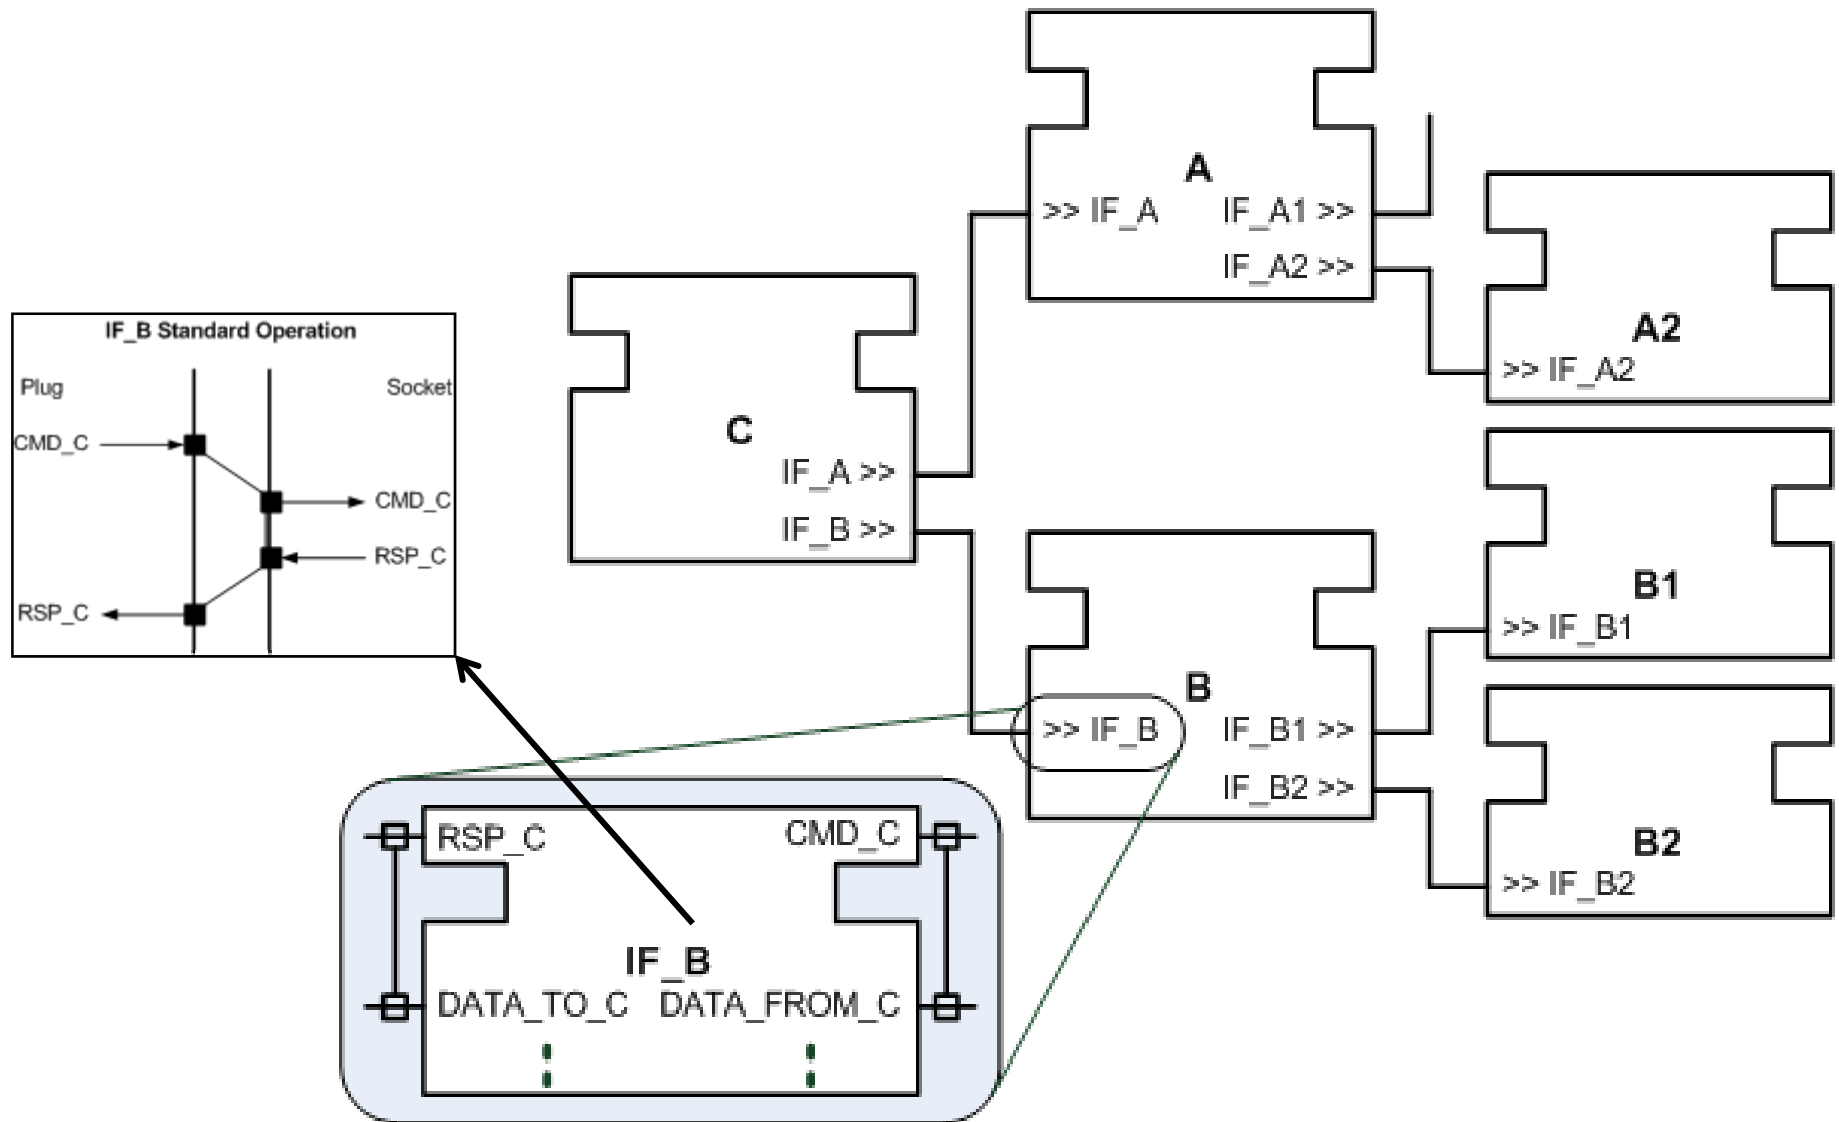 IF_B Standard Operation
Plug
Socket
CMD_C
CMD_C
RSP_C
RSP_C
C
IF_A >>
IF_B >>
A
>> IF_A
IF_A1 >>
IF_A2 >>
A2
>> IF_A2
B
>> IF_B
IF_B1 >>
IF_B2 >>
B1
>> IF_B1
B2
>> IF_B2
RSP_C
CMD_C
IF_B
DATA_TO_C
DATA_FROM_C